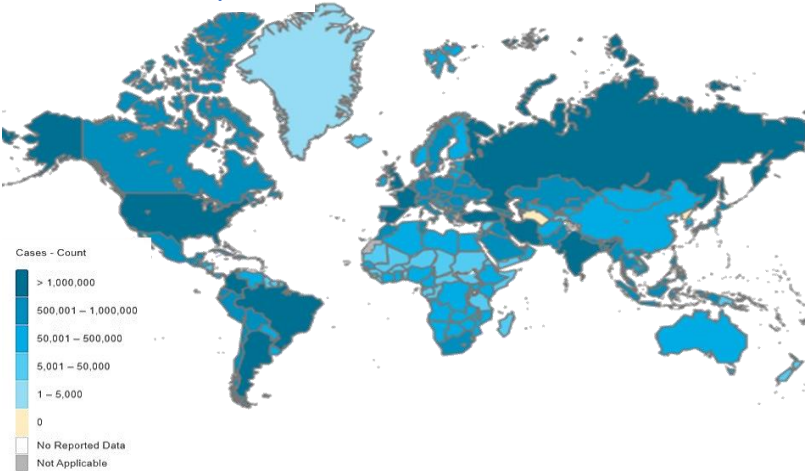 Cases - Count
> 1,000,000
500,001 – 1,000,000
50,001 – 500,000
5,001 – 50,000
1 – 5,000
0
No Reported Data
Not Applicable